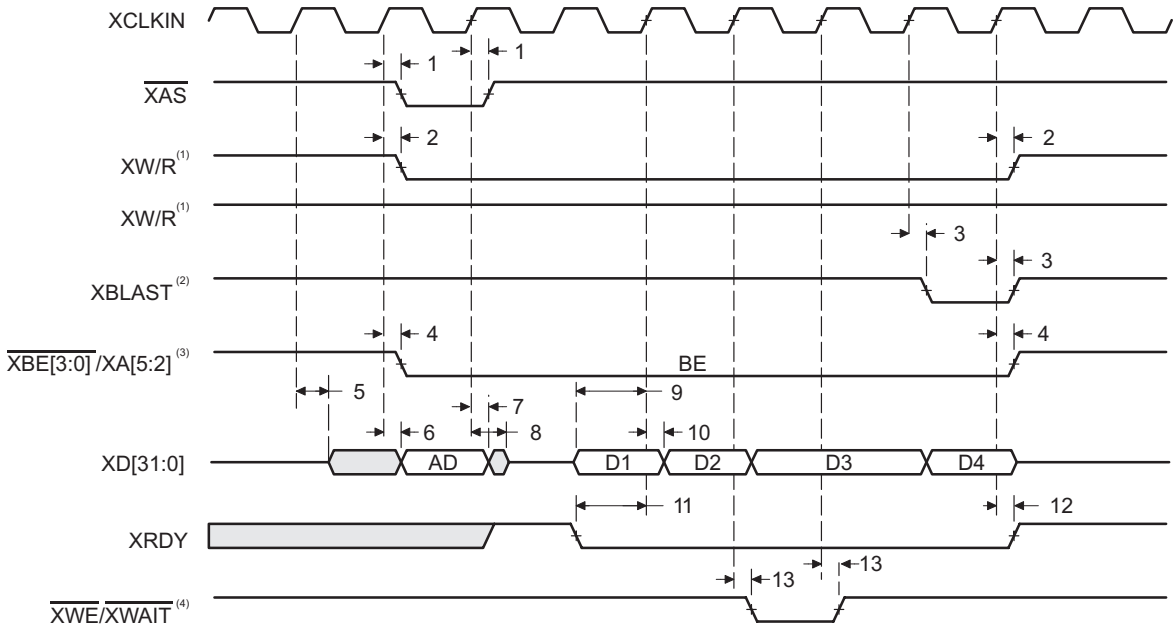 XCLKIN
1
1
XAS
2
2
XW/R(1)
XW/R(1)
3
3
XBLAST(2)
4
4
XBE[3:0]/XA[5:2](3)
BE
5
7
9
6
8
10
XD[31:0]
AD
D1
D2
D3
D4
11
12
XRDY
13
13
XWE/XWAIT(4)